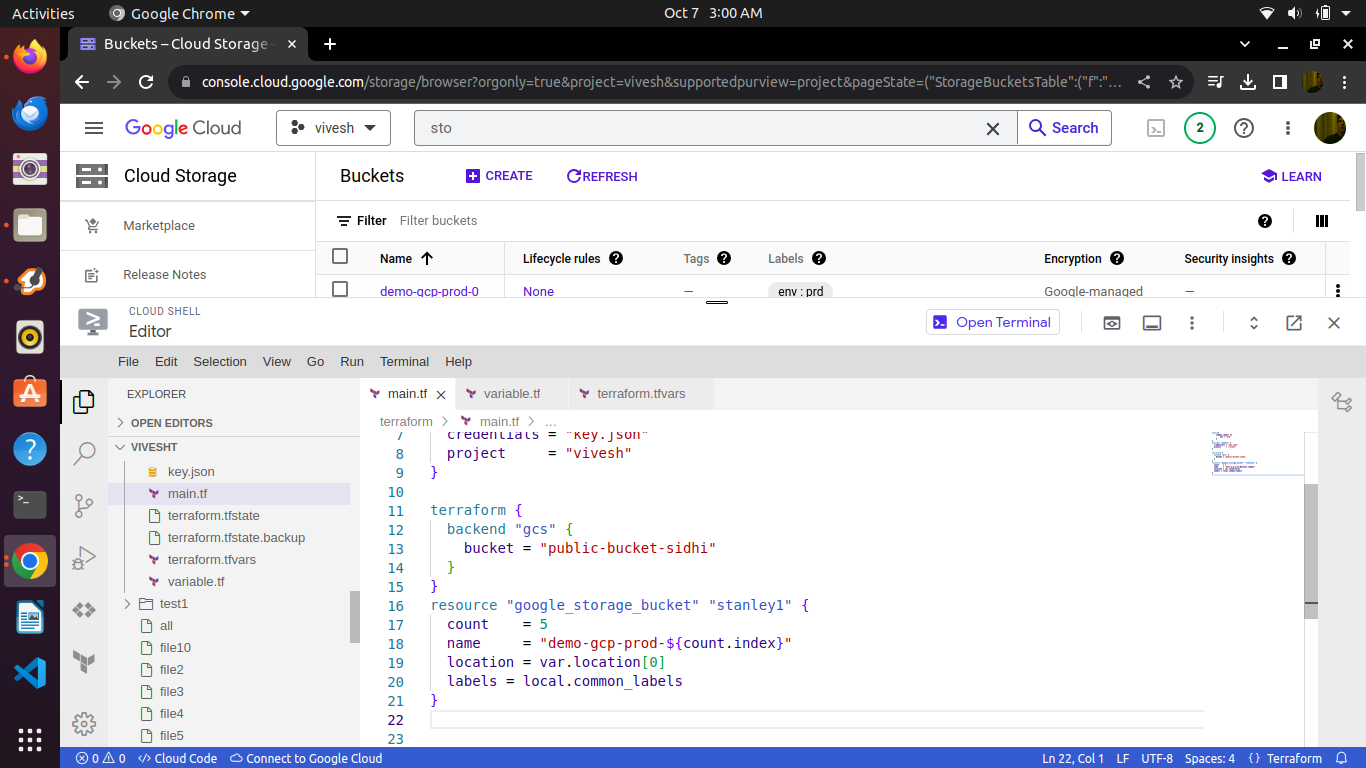 Activities
Google Chrome
Oct 7 3:00 AM
Buckets – Cloud Storage -
console.cloud.google.com/storage/browser?orgonly=true&project=vivesh&supportedpurview=project&pageState=("StorageBucketsTable":("f":"...
Google Cloud
vivesh
sto
Search
2
Cloud Storage
Buckets
CREATE
REFRESH
LEARN
Marketplace
Filter Filter buckets
Name
Lifecycle rules
Tags
Labels
Encryption
Security insights
Release Notes
demo-gcp-prod-0
None
—
env : prd
Google-managed
—
CLOUD SHELL
Editor
Open Terminal
File Edit Selection View Go Run Terminal Help
EXPLORER
OPEN EDITORS
VIVESHT
key.json
main.tf
terraform.tfstate
terraform.tfstate.backup
terraform.tfvars
variable.tf
test1
all
file10
file2
file3
file4
file5
main.tf
variable.tf
terraform.tfvars
terraform > main.tf > ...
7 credentials = "key.json"
8 project = "vivesh"
9 }
10
11 terraform {
12 backend "gcs" {
13 bucket = "public-bucket-sidhi"
14 }
15 }
16 resource "google_storage_bucket" "stanley1" {
17 count = 5
18 name = "demo-gcp-prod-${count.index}"
19 location = var.location[0]
20 labels = local.common_labels
21 }
22
23
0 0 Cloud Code Connect to Google Cloud
Ln 22, Col 1 LF UTF-8 Spaces: 4 {} Terraform